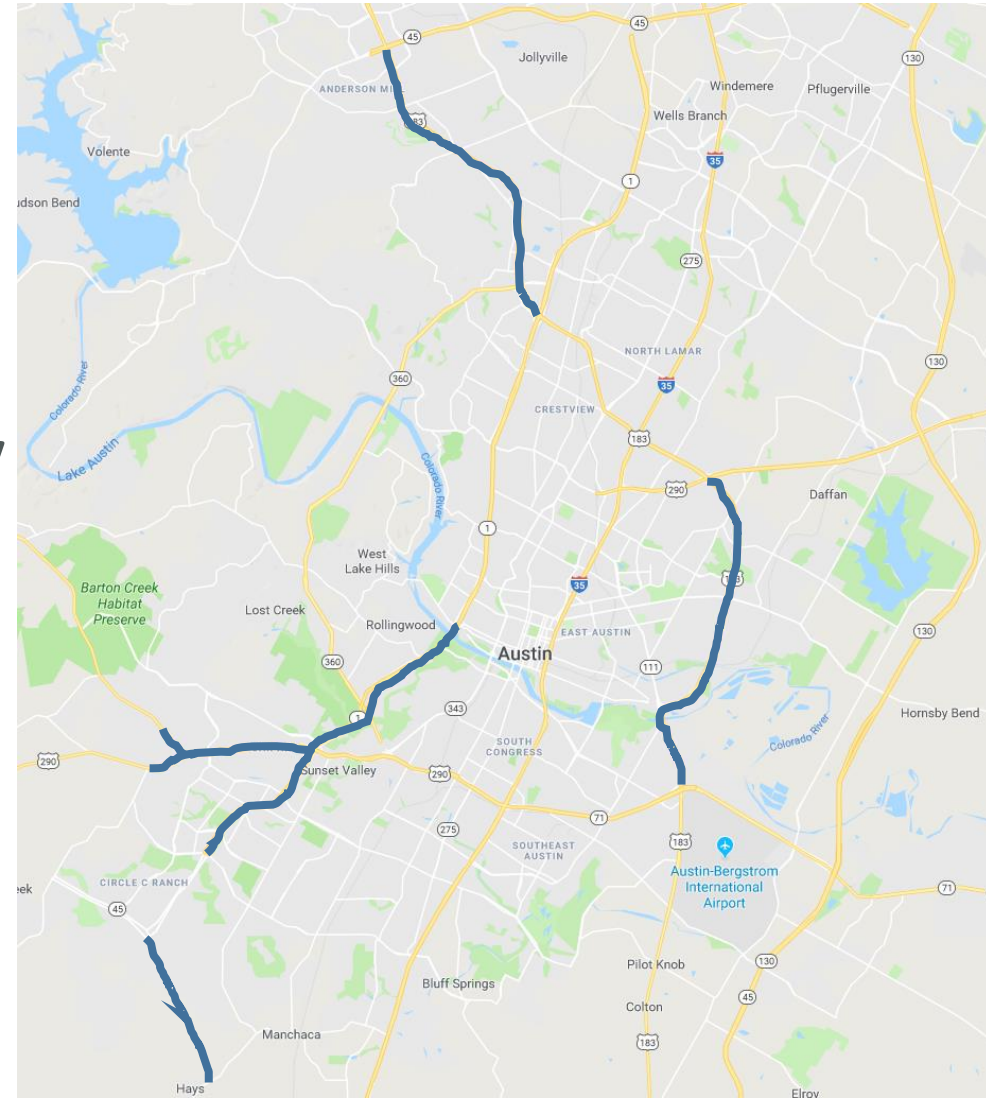 45
45
Jollyville
130
ANDERSON MI
Windemere
Pflugerville
183
Wells Branch
Volente
35
1
udson Bend
275
Colorado River
NORTH LAMAR
130
360
35
CRESTVIEW
183
Lake Austin
Colorado River
290
Daffan
1
West
Lake Hills
35
183
Barton Creek
Habitat
Preserve
Lost Creek
Rollingwood
EAST AUSTIN
130
Austin
360
111
343
1
Hornsby Bend
Colorado River
SOUTH
CONGRESS
290
Sunset Valley
290
71
275
SOUTHEAST
AUSTIN
183
Austin-Bergstrom
International
Airport
eek
CIRCLE C RANCH
71
45
130
Pilot Knob
Bluff Springs
45
Colton
Manchaca
183
Hays
Elroy